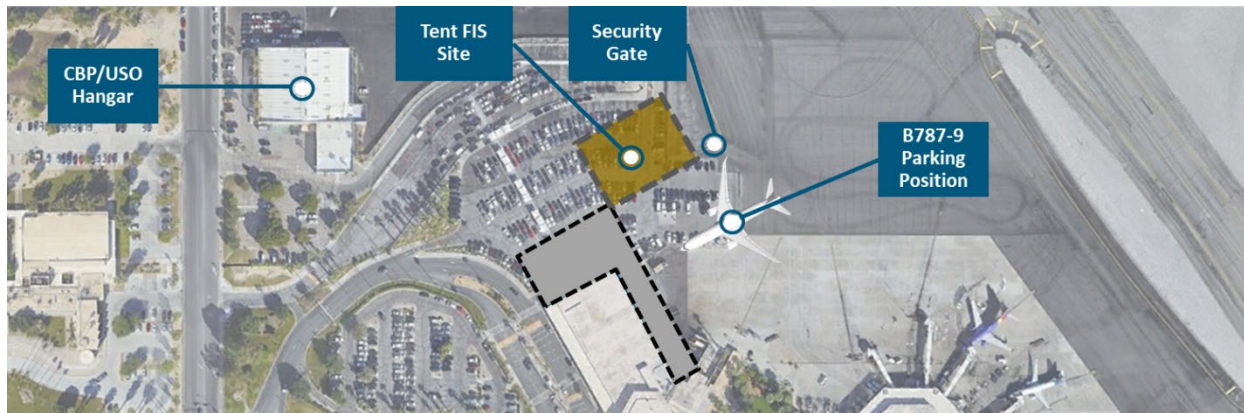 CBP/USO
Hangar
Tent FIS
Site
Security
Gate
B787-9
Parking
Position